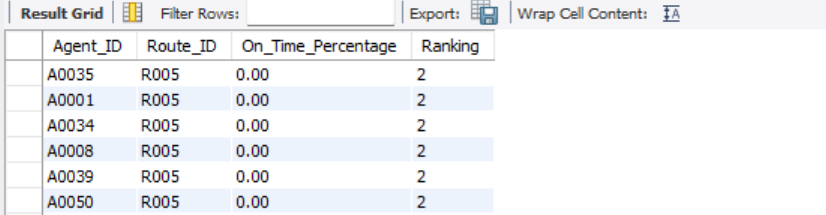 Result Grid Filter Rows: Export: Wrap Cell Content: IA
Agent_ID Route_ID On_Time_Percentage Ranking
A0035 R005 0.00 2
A0001 R005 0.00 2
A0034 R005 0.00 2
A0008 R005 0.00 2
A0039 R005 0.00 2
A0050 R005 0.00 2